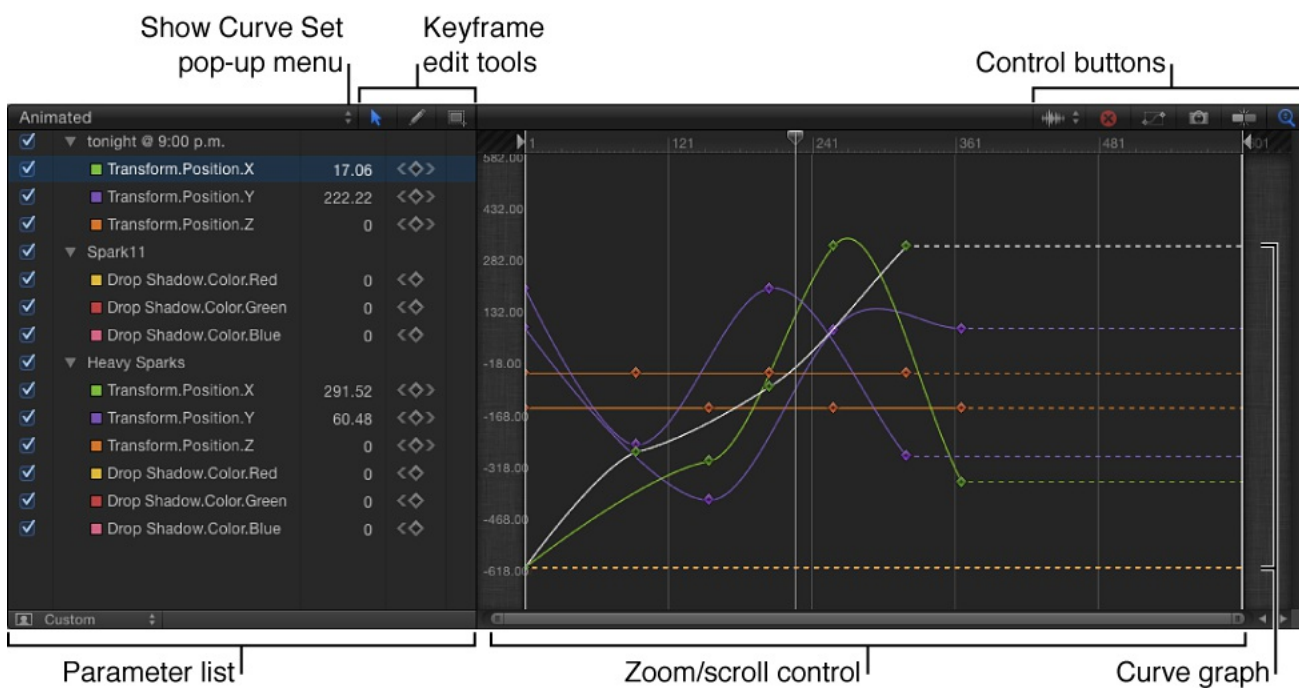 Show Curve Set
pop-up menu
Keyframe
edit tools
Control buttons
Animated
tonight @ 9:00 p.m.
Transform.Position.X 17.06
Transform.Position.Y 222.22
Transform.Position.Z 0
Spark11
Drop Shadow.Color.Red 0
Drop Shadow.Color.Green 0
Drop Shadow.Color.Blue 0
Heavy Sparks
Transform.Position.X 291.52
Transform.Position.Y 60.48
Transform.Position.Z 0
Drop Shadow.Color.Red 0
Drop Shadow.Color.Green 0
Drop Shadow.Color.Blue 0
Custom
1 121 241 361 481 01
582.00
432.00
282.00
132.00
-18.00
-168.00
-318.00
-468.00
-618.00
Parameter list
Zoom/scroll control
Curve graph